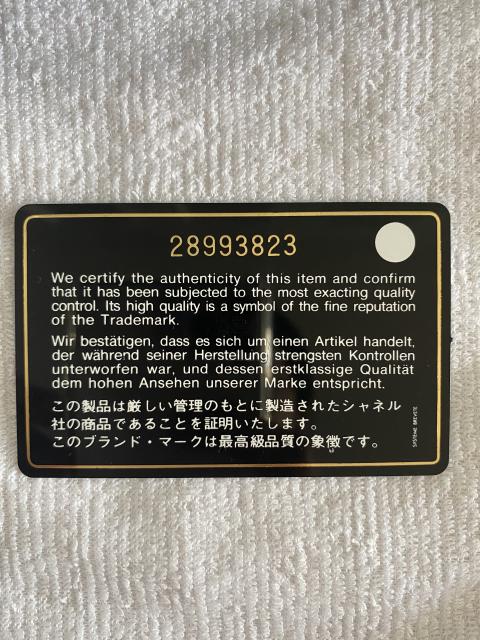 28993823
We certify the authenticity of this item and confirm
that it has been subjected to the most exacting quality
control. Its high quality is a symbol of the fine reputation
of the Trademark.
Wir bestätigen, dass es sich um einen Artikel handelt,
der während seiner Herstellung strengsten Kontrollen
unterworfen war, und dessen erstklassige Qualität
dem hohen Ansehen unserer Marke entspricht.
この製品は厳しい管理のもとに製造されたシャネル
社の商品であることを証明いたします。
このブランド・マークは最高級品質の象徴です。
SYSTEME BREVETE